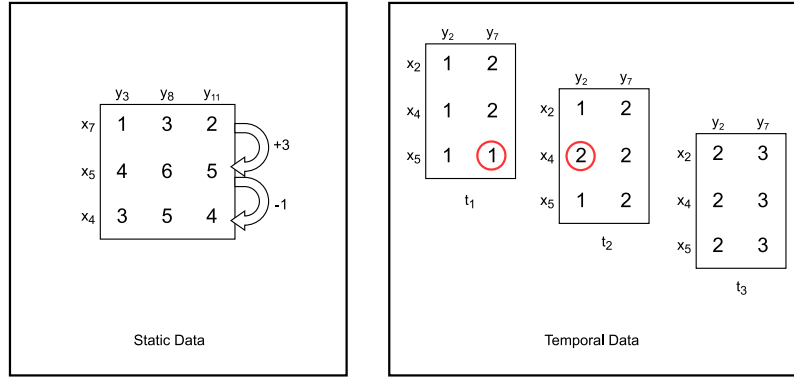 y3 y8 y11
x7 1 3 2
+3
x5 4 6 5
-1
x4 3 5 4
Static Data
y2 y7
x2 1 2
x4 1 2
x5 1 1
t1
y2 y7
x2 1 2
x4 2 2
x5 1 2
t2
y2 y7
x2 2 3
x4 2 3
x5 2 3
t3
Temporal Data